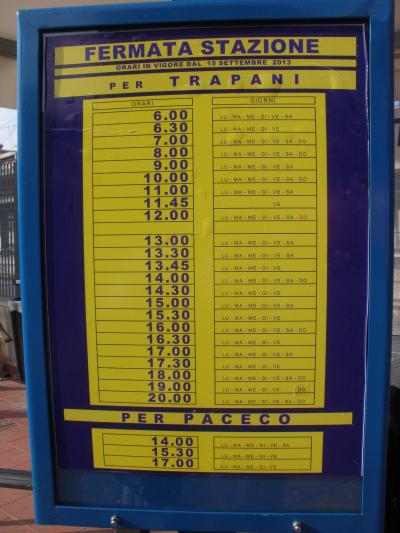 FERMATA STAZIONE
ORARI IN VIGORE DAL 15 SETTEMBRE 2013
PER TRAPANI
ORARI GIORNI
6.00 LU - MA - ME - GI - VE - SA
6.30 LU - MA - ME - GI - VE
7.00 LU - MA - ME - GI - VE - SA - DO
8.00 LU - MA - ME - GI - VE - SA - DO
9.00 LU - MA - ME - GI - VE - SA
10.00 LU - MA - ME - GI - VE - SA - DO
11.00 LU - MA - ME - GI - VE - SA
11.45 VE
12.00 LU - MA - ME - GI - VE - SA - DO
13.00 LU - MA - ME - GI - VE - SA
13.30 LU - MA - ME - GI - VE
13.45 LU - MA - ME - GI - VE
14.00 LU - MA - ME - GI - VE - SA - DO
14.30 LU - MA - ME - GI - VE
15.00 LU - MA - ME - GI - VE - SA
15.30 LU - MA - ME - GI - VE
16.00 LU - MA - ME - GI - VE - SA - DO
16.30 LU - MA - ME - GI - VE
17.00 LU - MA - ME - GI - VE - SA
17.30 LU - MA - ME - GI - VE
18.00 LU - MA - ME - GI - VE - SA - DO
19.00 LU - MA - ME - GI - VE DO
20.00 LU - MA - ME - GI - VE - SA - DO
PER PACECO
14.00 LU - MA - ME - GI - VE - SA
15.30 LU - MA - ME - GI - VE
17.00 LU - MA - ME - GI - VE